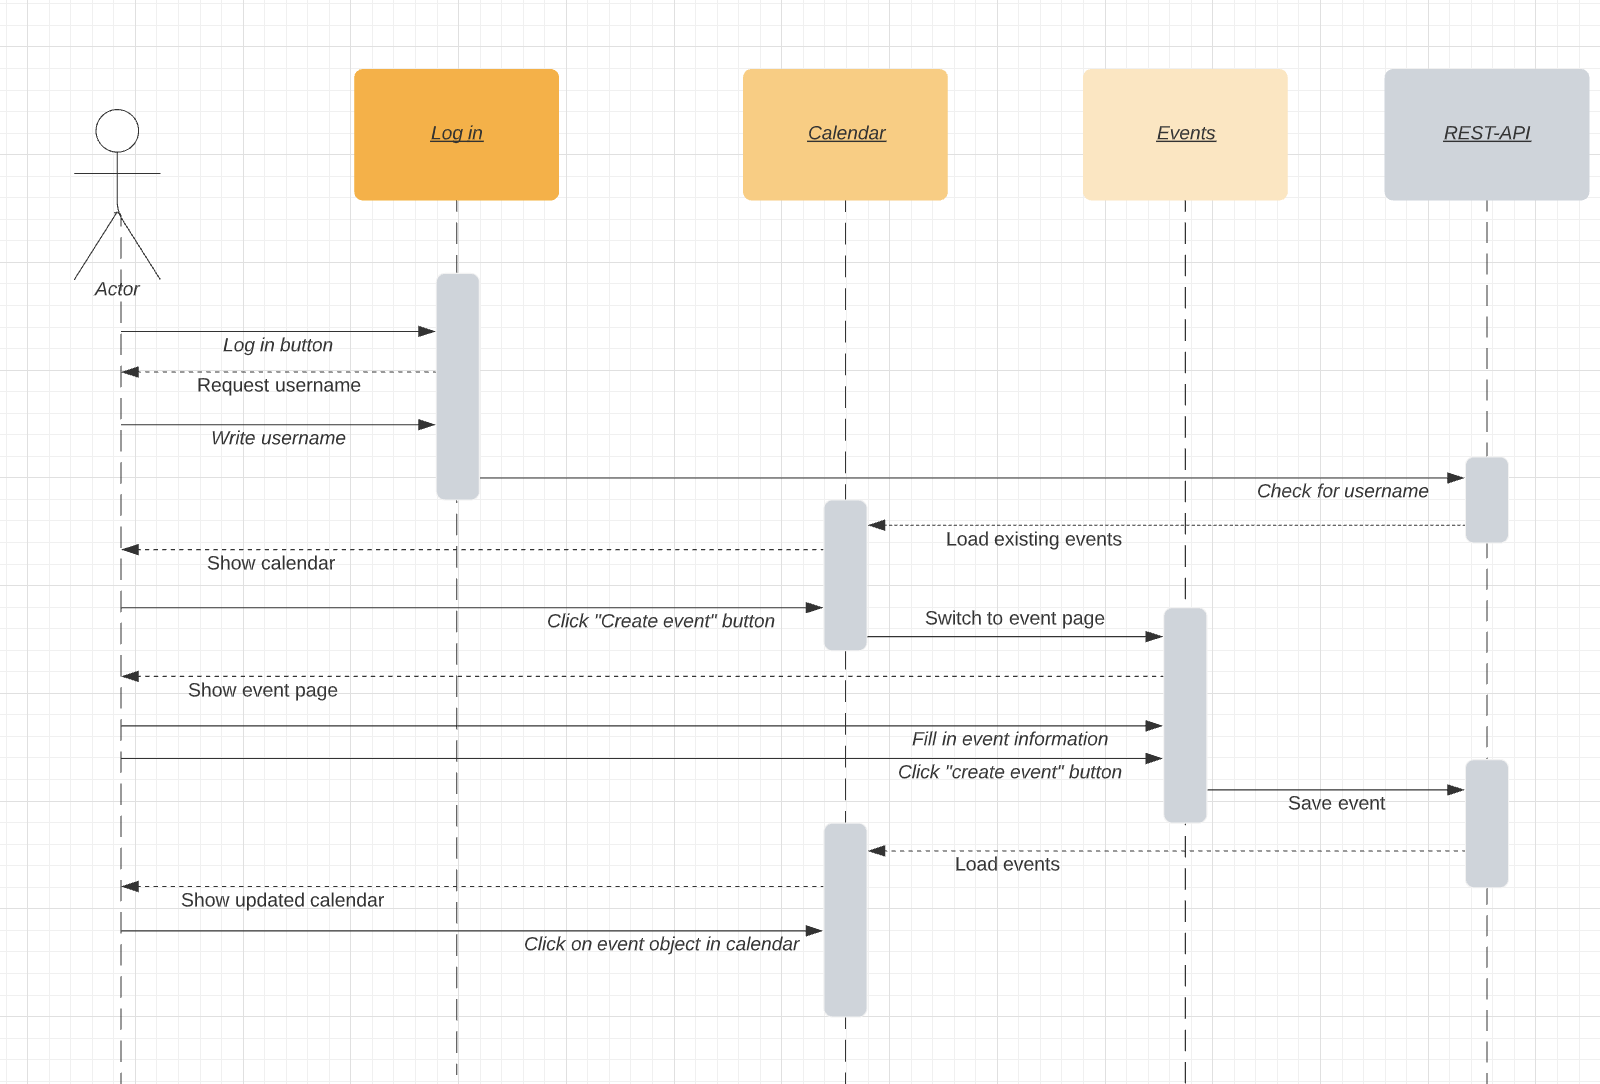 Log in
Calendar
Events
REST-API
Actor
Log in button
Request username
Write username
Check for username
Load existing events
Show calendar
Click "Create event" button
Switch to event page
Show event page
Fill in event information
Click "create event" button
Save event
Load events
Show updated calendar
Click on event object in calendar